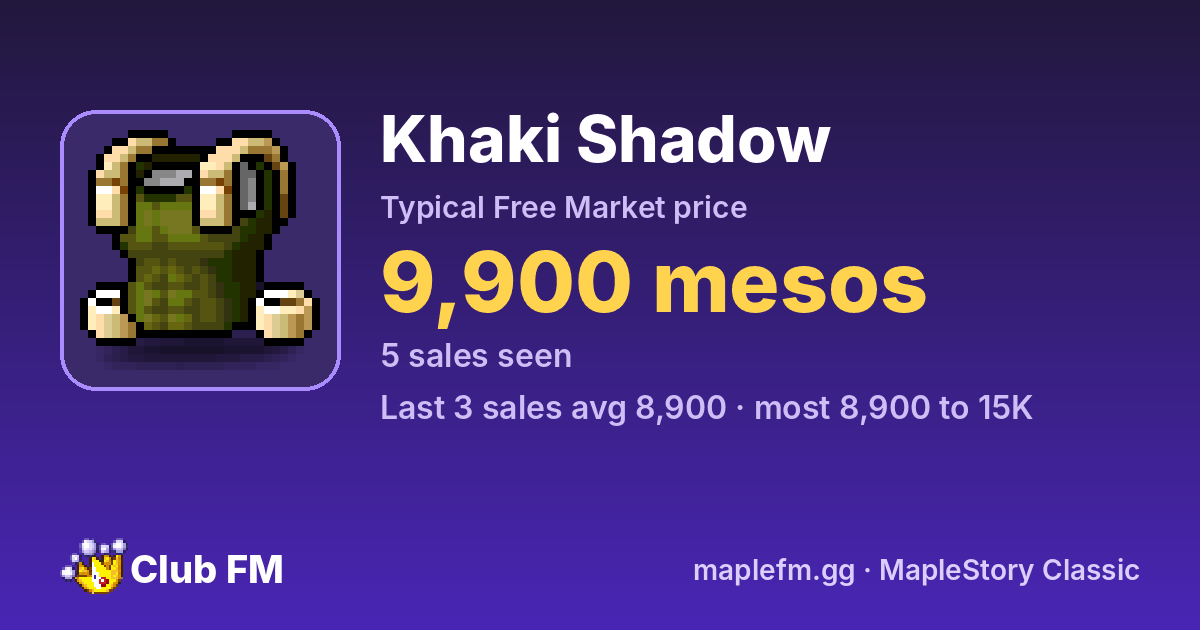 Khaki Shadow
Typical Free Market price
9,900 mesos
5 sales seen
Last 3 sales avg 8,900 · most 8,900 to 15K
Club FM
maplefm.gg · MapleStory Classic